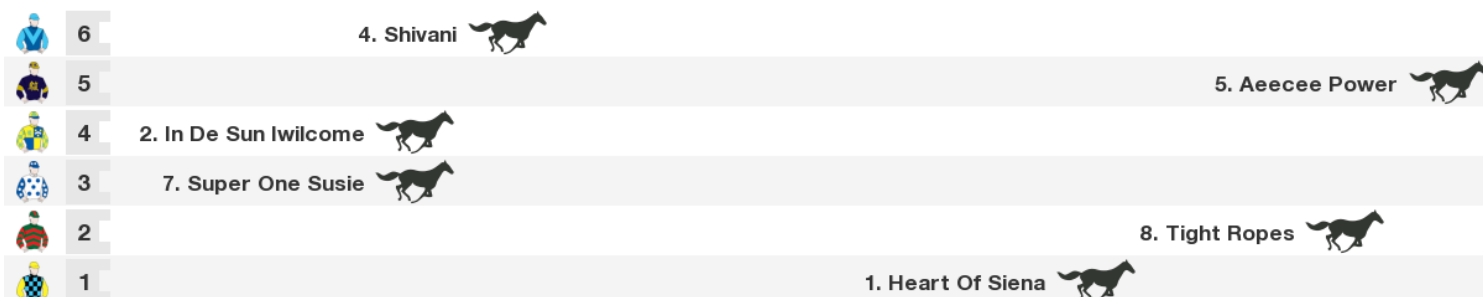 6 4. Shivani
5 5. Aeecee Power
4 2. In De Sun Iwilcome
3 7. Super One Susie
2 8. Tight Ropes
1 1. Heart Of Siena